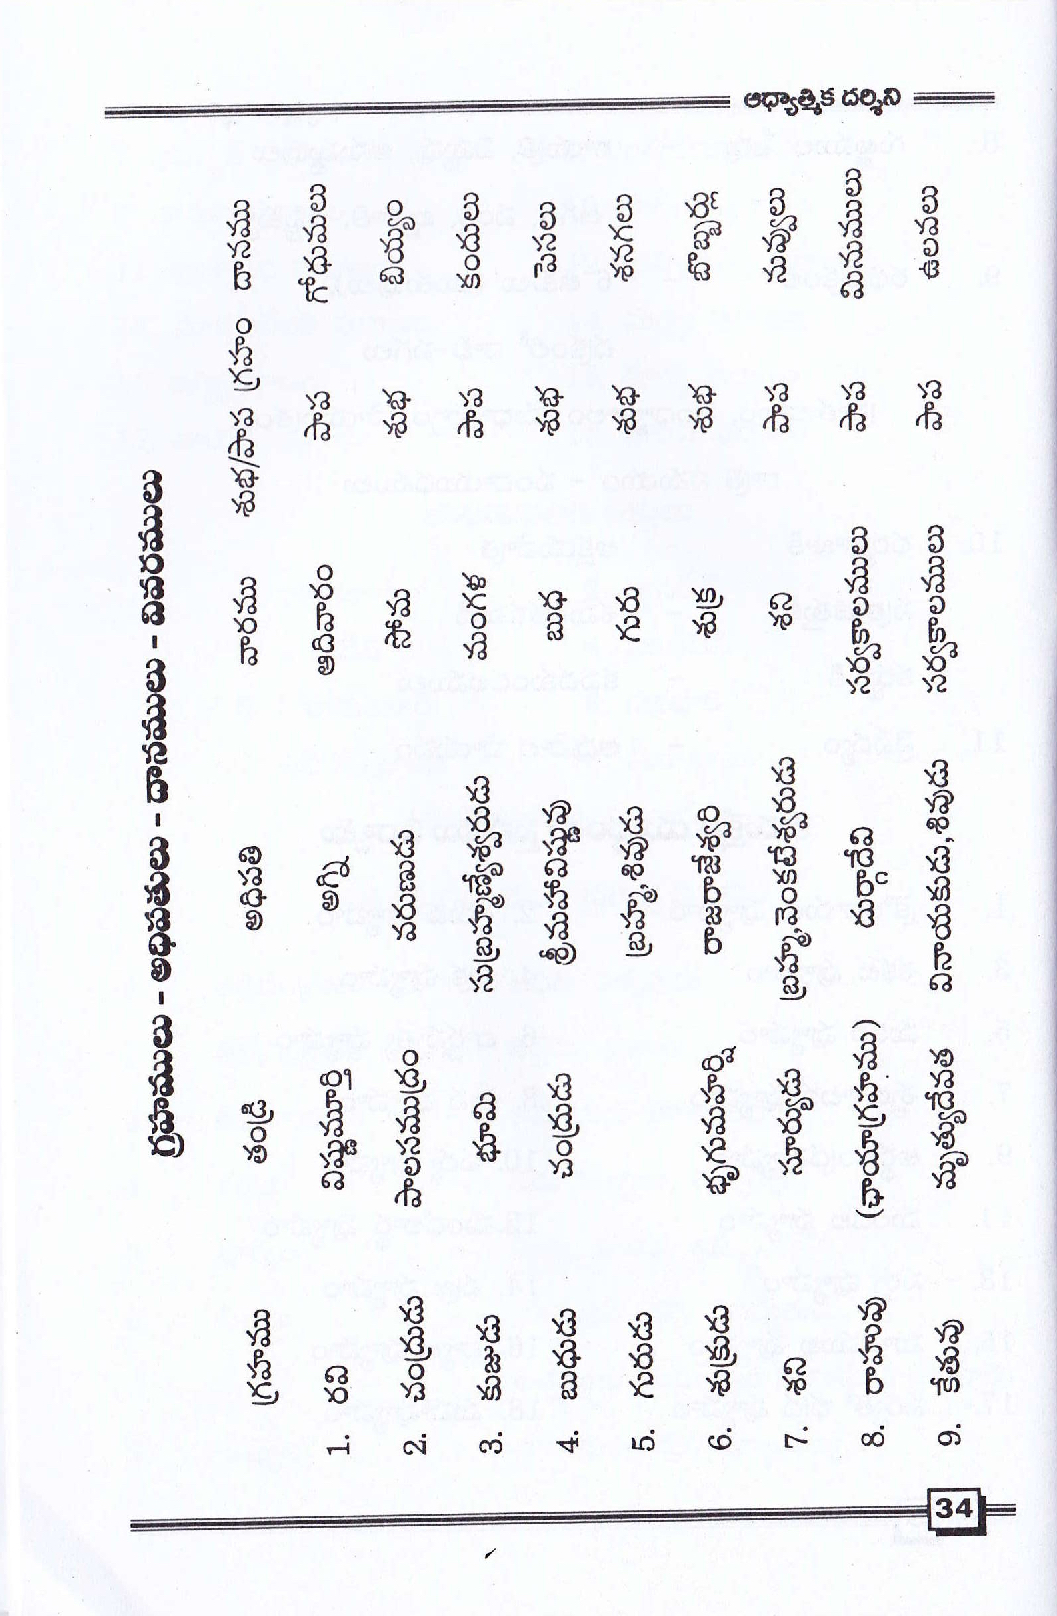 ఆధ్యాత్మిక దర్శిని
గ్రహములు - అధిపతులు - దానములు - వివరములు
గ్రహము తండ్రి అధిపతి వారము శుభ/పాప గ్రహం దానము
1. రవి విష్ణుమూర్తి అగ్ని ఆదివారం పాప గోధుమలు
2. చంద్రుడు పాలసముద్రం వరుణుడు సోమ శుభ బియ్యం
3. కుజుడు భూమి సుబ్రహ్మణ్యేశ్వరుడు మంగళ పాప కందులు
4. బుధుడు చంద్రుడు శ్రీమహావిష్ణువు బుధ శుభ పెసలు
5. గురుడు బ్రహ్మ,శివుడు గురు శుభ శనగలు
6. శుక్రుడు భృగుమహర్షి రాజరాజేశ్వరి శుక్ర శుభ బొబ్బర్లు
7. శని సూర్యుడు బ్రహ్మ,వెంకటేశ్వరుడు శని పాప నువ్వులు
8. రాహువు (ఛాయాగ్రహము) దుర్గాదేవి సర్వకాలములు పాప మినుములు
9. కేతువు మృత్యుదేవత వినాయకుడు,శివుడు సర్వకాలములు పాప ఉలవలు
34